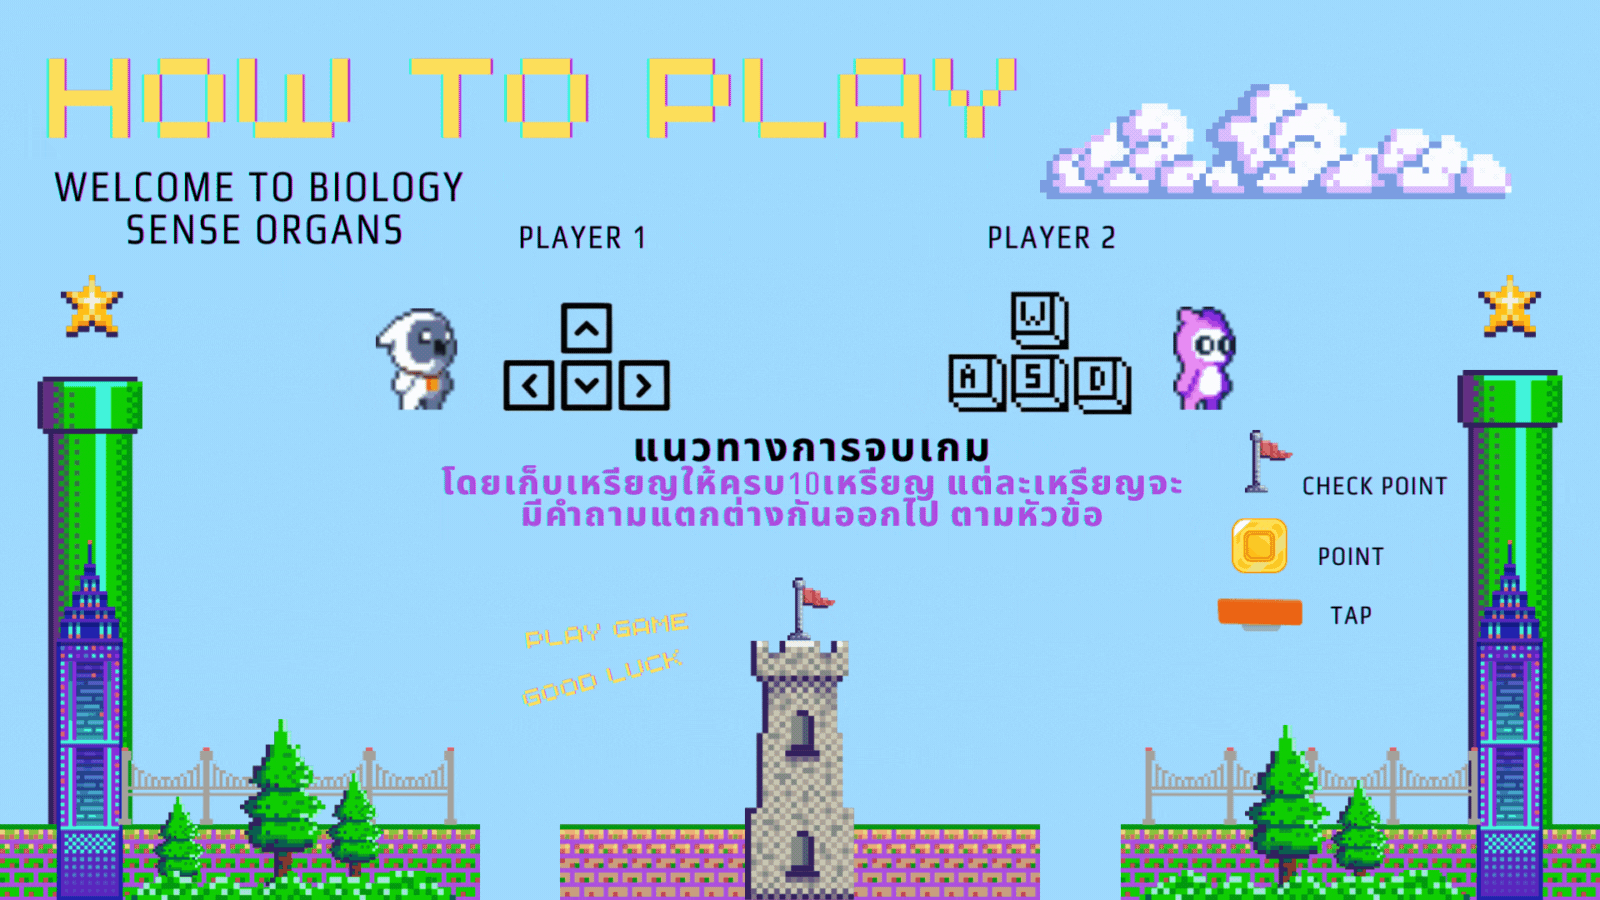 HOW TO PLAY
WELCOME TO BIOLOGY
SENSE ORGANS
PLAYER 1
PLAYER 2
W
A S D
แนวทางการจบเกม
โดยเก็บเหรียญให้ครบ10เหรียญ แต่ละเหรียญจะ
มีคำถามแตกต่างกันออกไป ตามหัวข้อ
CHECK POINT
POINT
TAP
PLAY GAME
GOOD LUCK